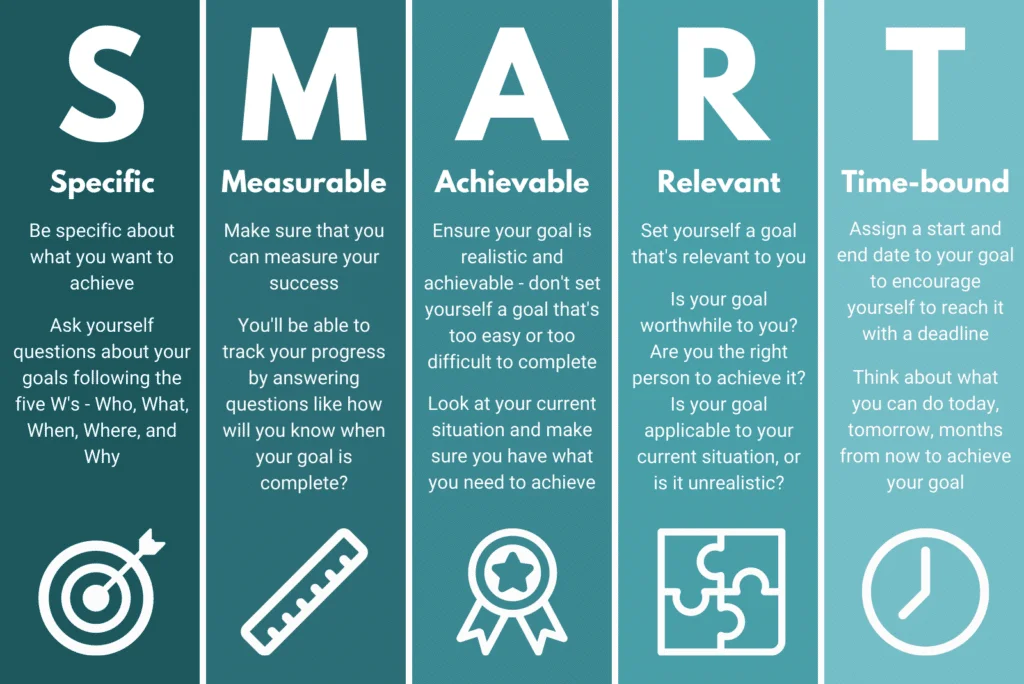 S
Specific
Be specific about
what you want to
achieve
Ask yourself
questions about your
goals following the
five W's - Who, What,
When, Where, and
Why
M
Measurable
Make sure that you
can measure your
success
You'll be able to
track your progress
by answering
questions like how
will you know when
your goal is
complete?
A
Achievable
Ensure your goal is
realistic and
achievable - don't set
yourself a goal that's
too easy or too
difficult to complete
Look at your current
situation and make
sure you have what
you need to achieve
R
Relevant
Set yourself a goal
that's relevant to you
Is your goal
worthwhile to you?
Are you the right
person to achieve it?
Is your goal
applicable to your
current situation, or
is it unrealistic?
T
Time-bound
Assign a start and
end date to your goal
to encourage
yourself to reach it
with a deadline
Think about what
you can do today,
tomorrow, months
from now to achieve
your goal